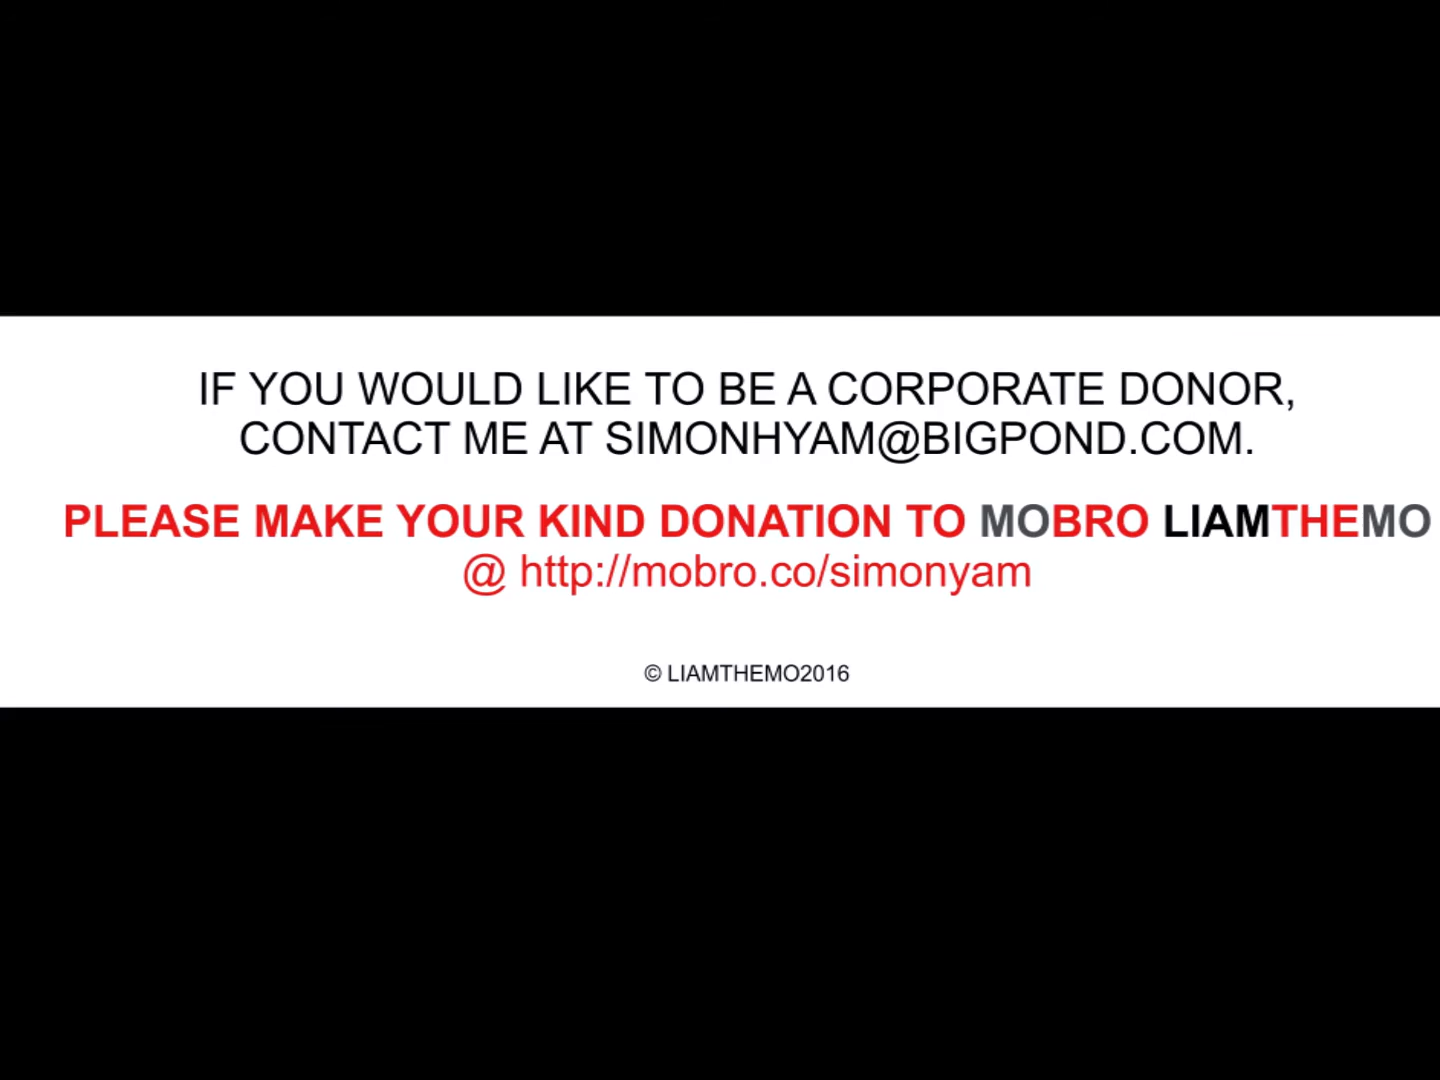 IF YOU WOULD LIKE TO BE A CORPORATE DONOR,
CONTACT ME AT SIMONHYAM@BIGPOND.COM.
PLEASE MAKE YOUR KIND DONATION TO MOBRO LIAMTHEMO
@ http://mobro.co/simonyam
© LIAMTHEMO2016